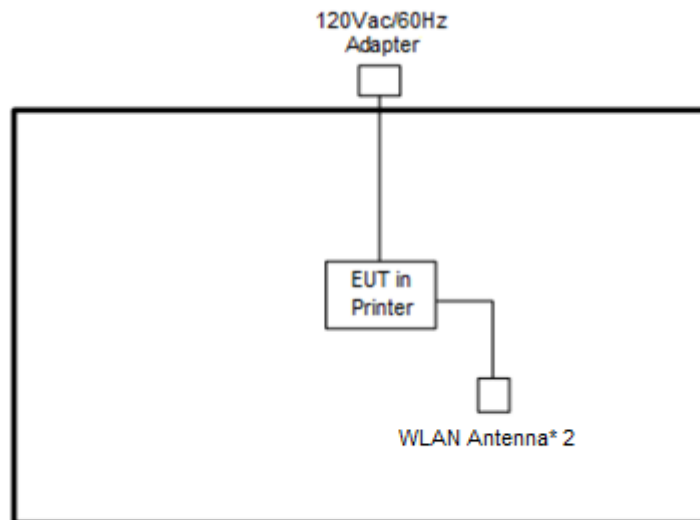 120Vac/60Hz
Adapter
EUT in
Printer
WLAN Antenna* 2